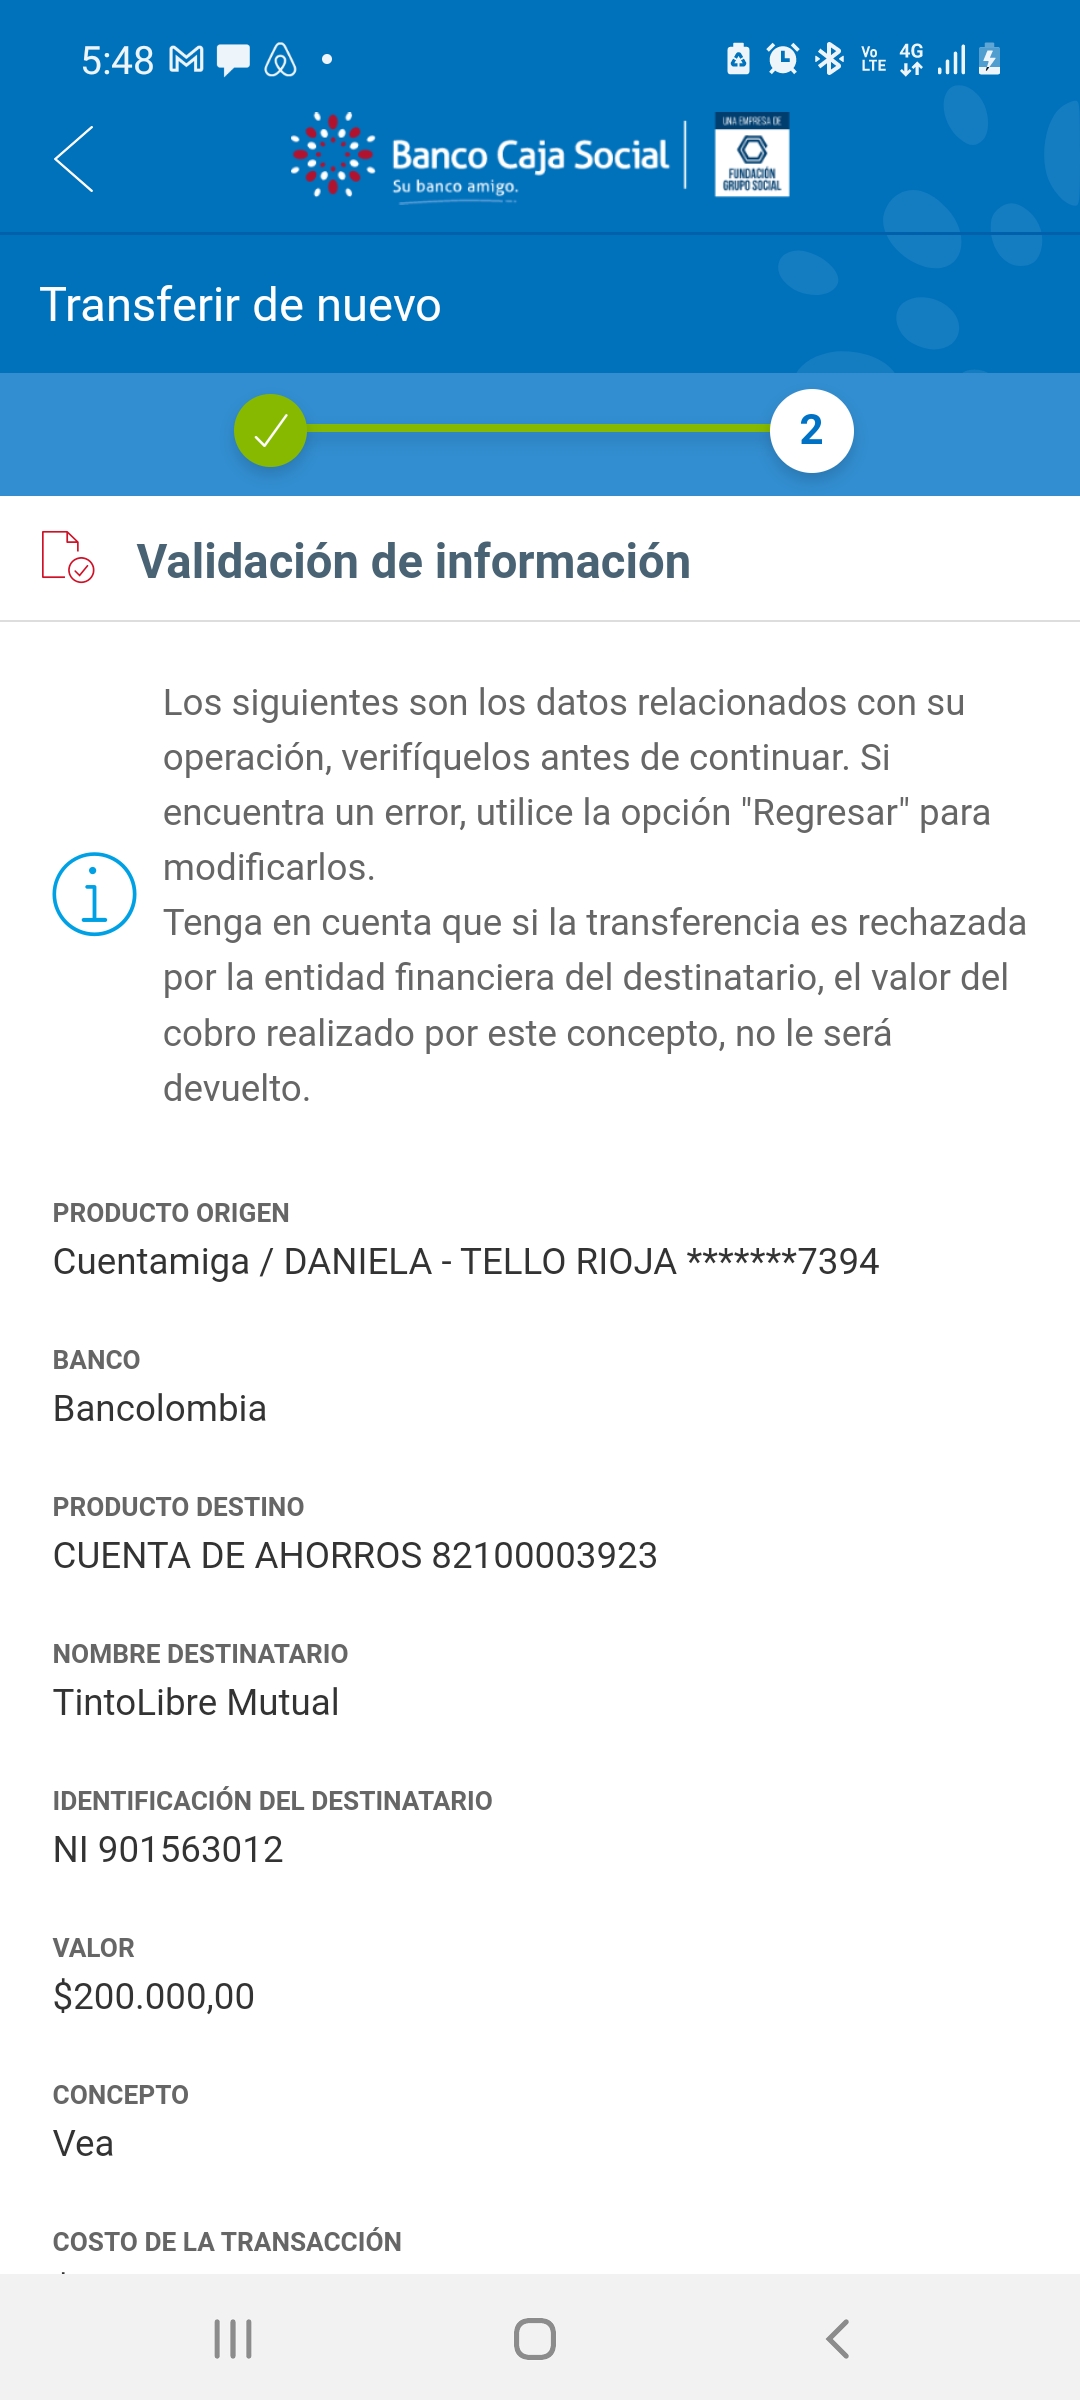 5:48
Vo LTE 4G
Banco Caja Social
Su banco amigo.
UNA EMPRESA DE
FUNDACIÓN
GRUPO SOCIAL
Transferir de nuevo
2
Validación de información
Los siguientes son los datos relacionados con su
operación, verifíquelos antes de continuar. Si
encuentra un error, utilice la opción "Regresar" para
modificarlos.
Tenga en cuenta que si la transferencia es rechazada
por la entidad financiera del destinatario, el valor del
cobro realizado por este concepto, no le será
devuelto.
PRODUCTO ORIGEN
Cuentamiga / DANIELA - TELLO RIOJA *******7394
BANCO
Bancolombia
PRODUCTO DESTINO
CUENTA DE AHORROS 82100003923
NOMBRE DESTINATARIO
TintoLibre Mutual
IDENTIFICACIÓN DEL DESTINATARIO
NI 901563012
VALOR
$200.000,00
CONCEPTO
Vea
COSTO DE LA TRANSACCIÓN